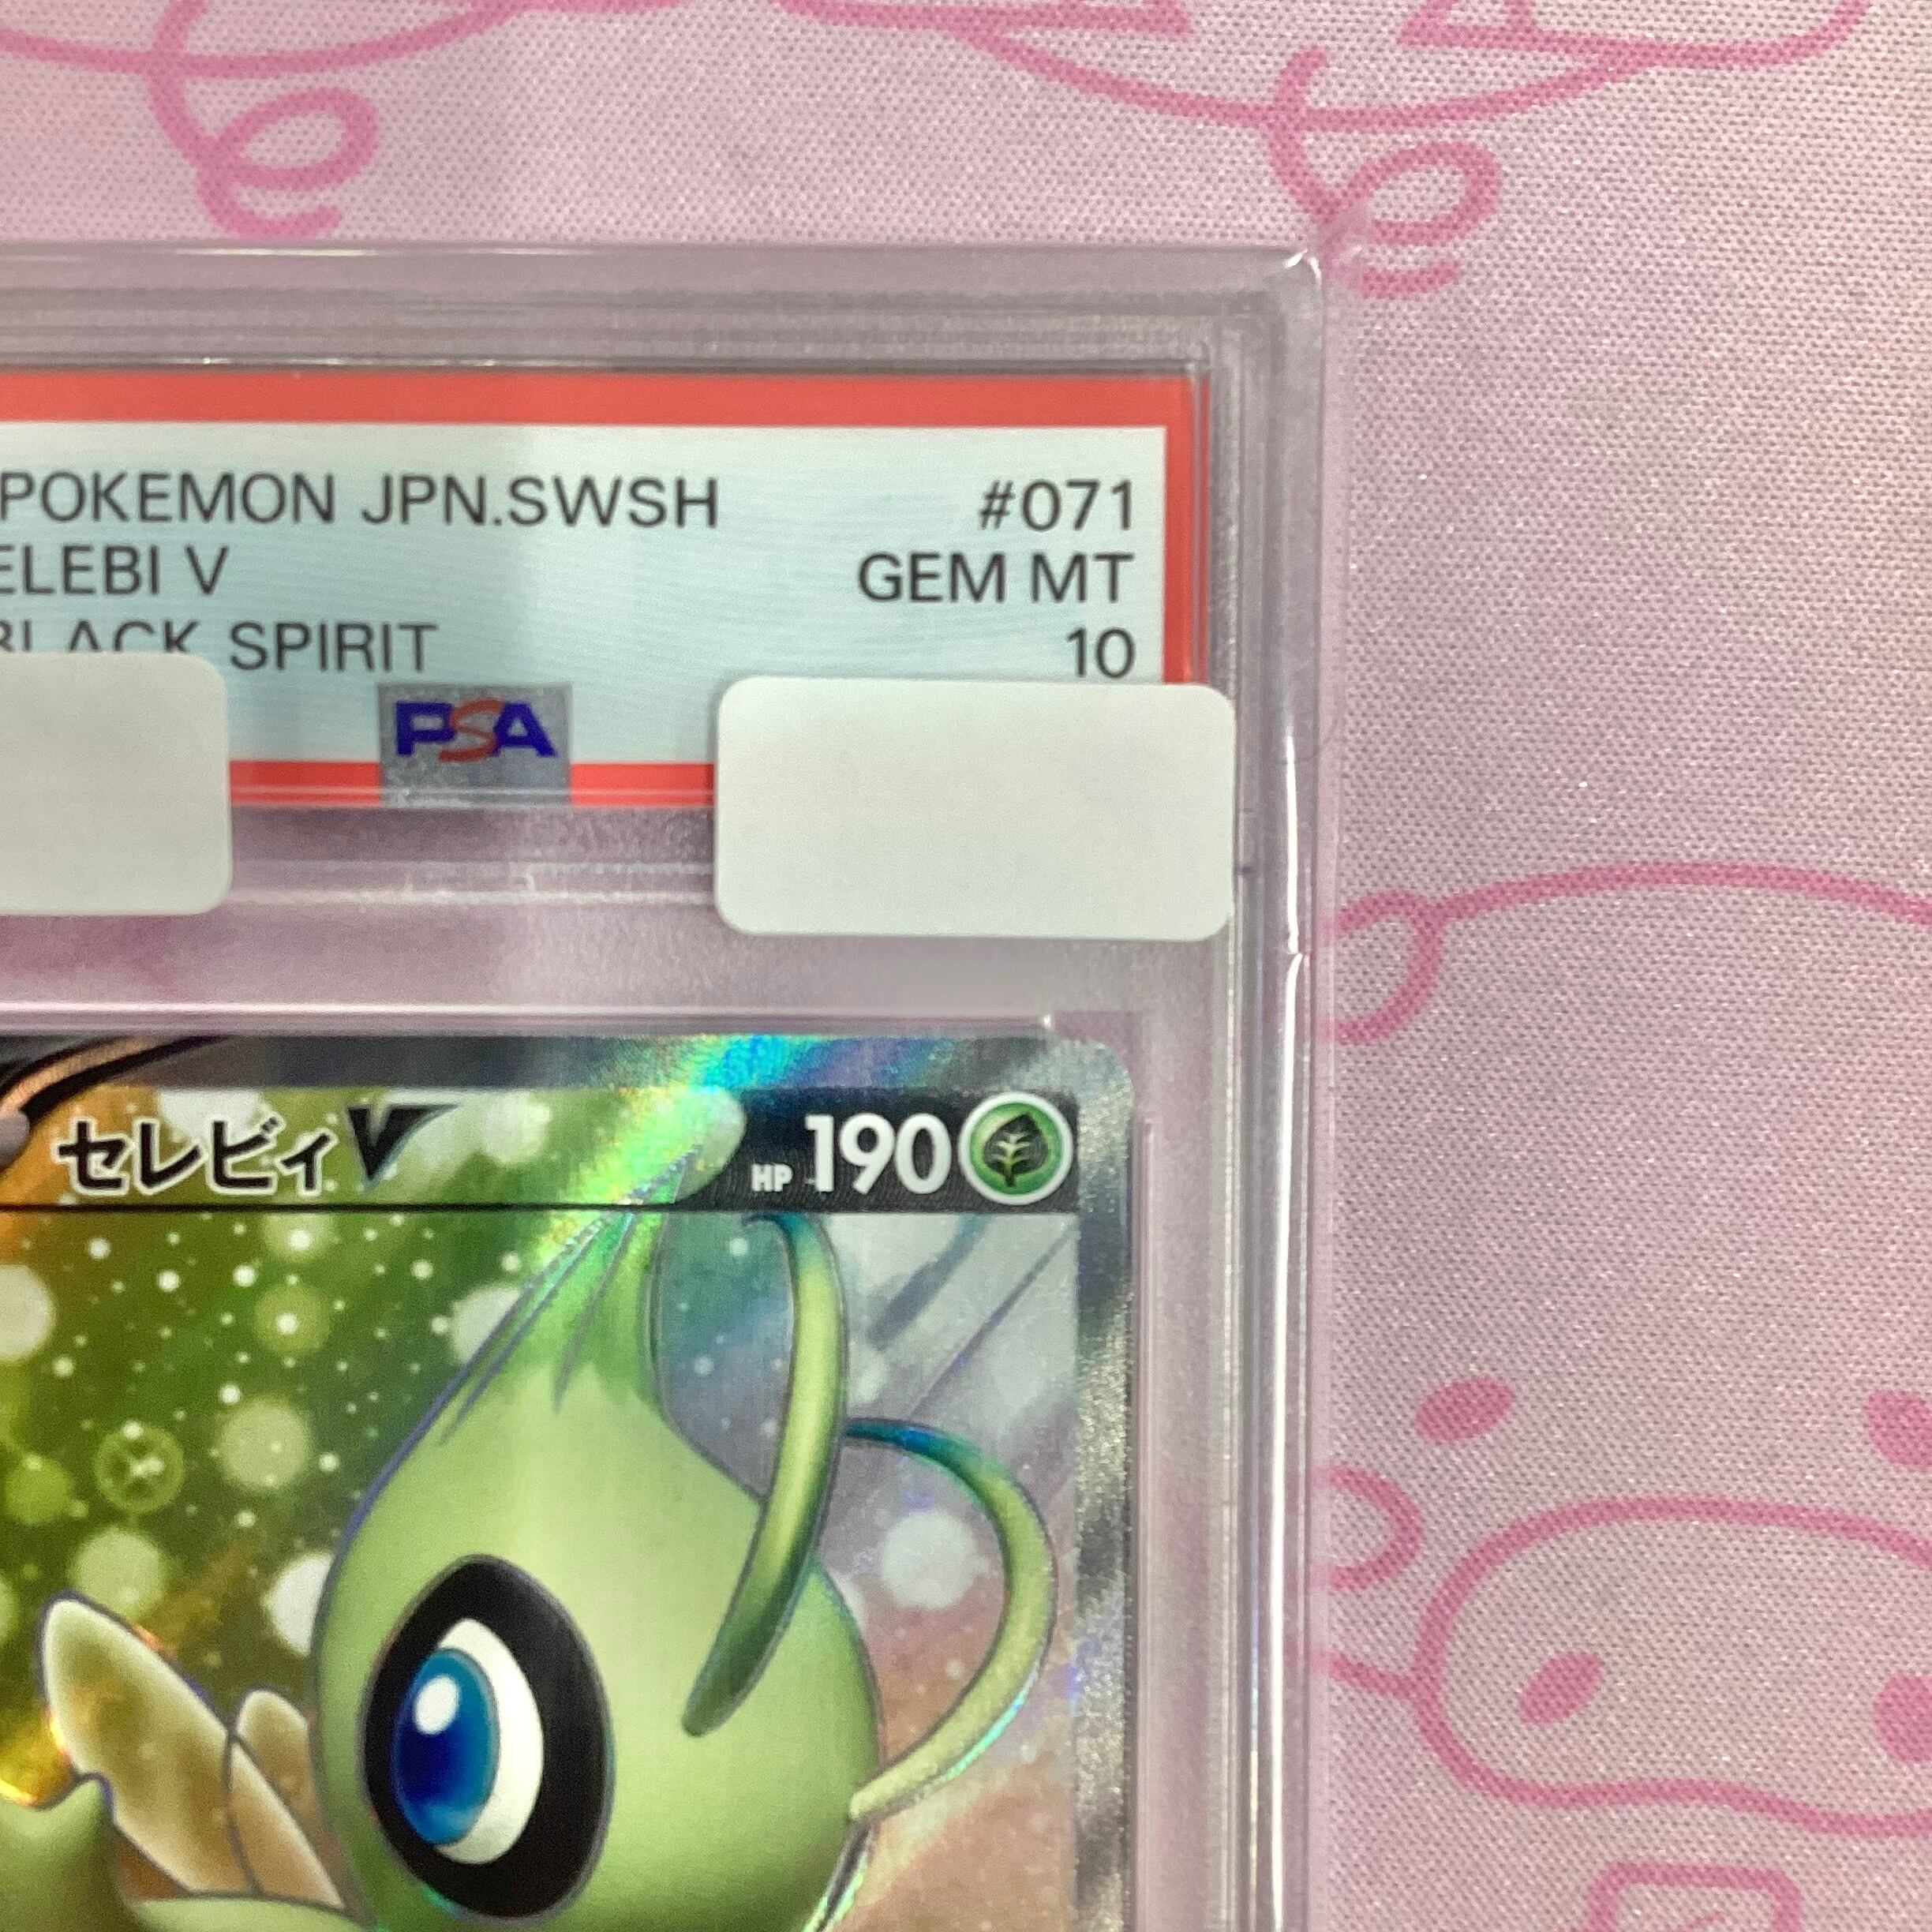 POKEMON JPN.SWSH #071
ELEBI V GEM MT
BLACK SPIRIT 10
PSA
セレビィV HP 190